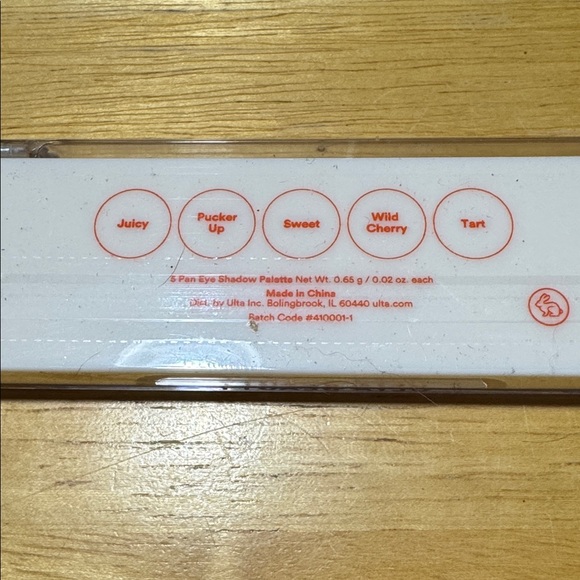 Juicy
Pucker
Up
Sweet
Wild
Cherry
Tart
5 Pan Eye Shadow Palette Net Wt. 0.65 g / 0.02 oz. each
Made in China
Dist. by Ulta Inc. Bolingbrook, IL 60440 ulta.com
Batch Code #410001-1